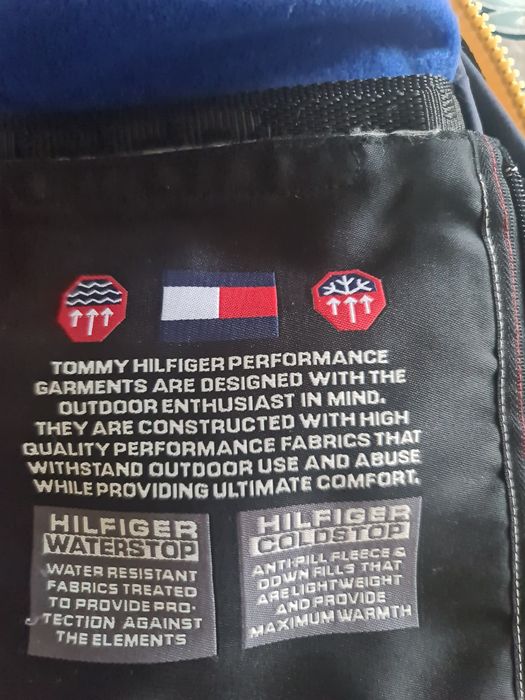 TOMMY HILFIGER PERFORMANCE
GARMENTS ARE DESIGNED WITH THE
OUTDOOR ENTHUSIAST IN MIND.
THEY ARE CONSTRUCTED WITH HIGH
QUALITY PERFORMANCE FABRICS THAT
WITHSTAND OUTDOOR USE AND ABUSE
WHILE PROVIDING ULTIMATE COMFORT.
HILFIGER
WATERSTOP
WATER RESISTANT
FABRICS TREATED
TO PROVIDE PRO-
TECTION AGAINST
THE ELEMENTS
HILFIGER
COLDSTOP
ANTI-PILL FLEECE &
DOWN FILLS THAT
ARE LIGHTWEIGHT
AND PROVIDE
MAXIMUM WARMTH